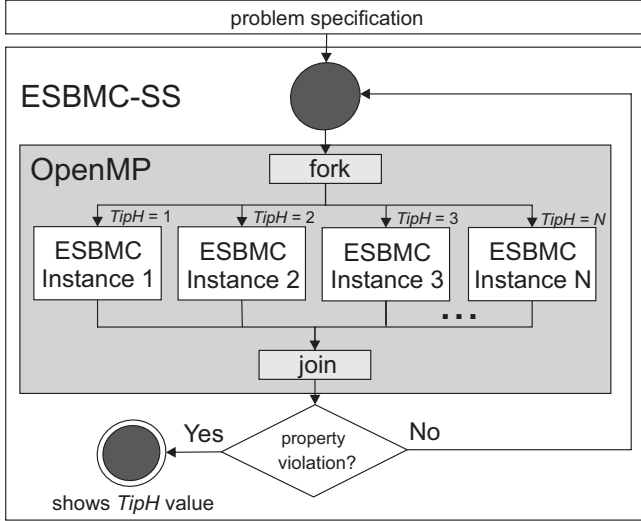 problem specification
ESBMC-SS
OpenMP
fork
TipH = 1
TipH = 2
TipH = 3
TipH = N
ESBMC
Instance 1
ESBMC
Instance 2
ESBMC
Instance 3
ESBMC
Instance N
...
join
Yes
property
violation?
No
shows TipH value